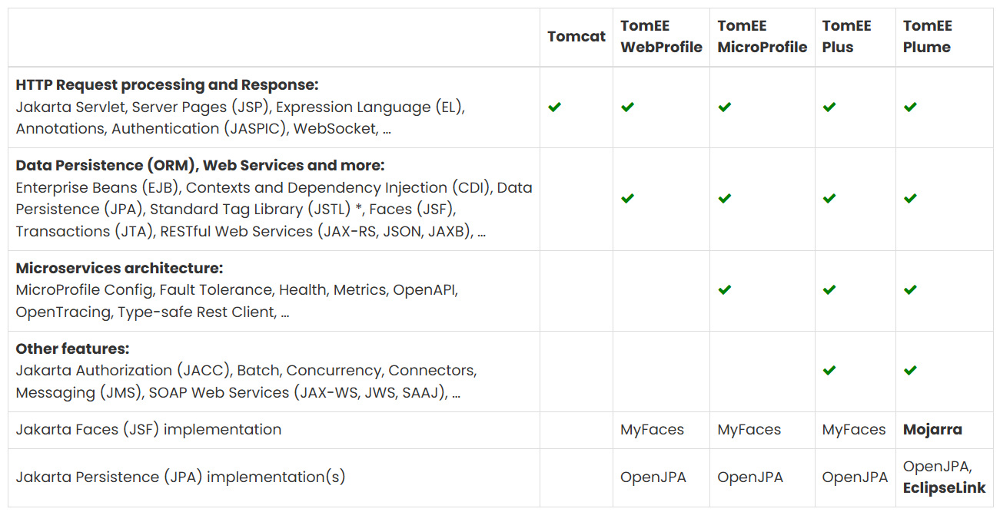 Tomcat
TomEE
WebProfile
TomEE
MicroProfile
TomEE
Plus
TomEE
Plume
HTTP Request processing and Response:
Jakarta Servlet, Server Pages (JSP), Expression Language (EL),
Annotations, Authentication (JASPIC), WebSocket, ...
Data Persistence (ORM), Web Services and more:
Enterprise Beans (EJB), Contexts and Dependency Injection (CDI), Data
Persistence (JPA), Standard Tag Library (JSTL) *, Faces (JSF),
Transactions (JTA), RESTful Web Services (JAX-RS, JSON, JAXB), ...
Microservices architecture:
MicroProfile Config, Fault Tolerance, Health, Metrics, OpenAPI,
OpenTracing, Type-safe Rest Client, ...
Other features:
Jakarta Authorization (JACC), Batch, Concurrency, Connectors,
Messaging (JMS), SOAP Web Services (JAX-WS, JWS, SAAJ), ...
Jakarta Faces (JSF) implementation
MyFaces
MyFaces
MyFaces
Mojarra
Jakarta Persistence (JPA) implementation(s)
OpenJPA
OpenJPA
OpenJPA
OpenJPA,
EclipseLink